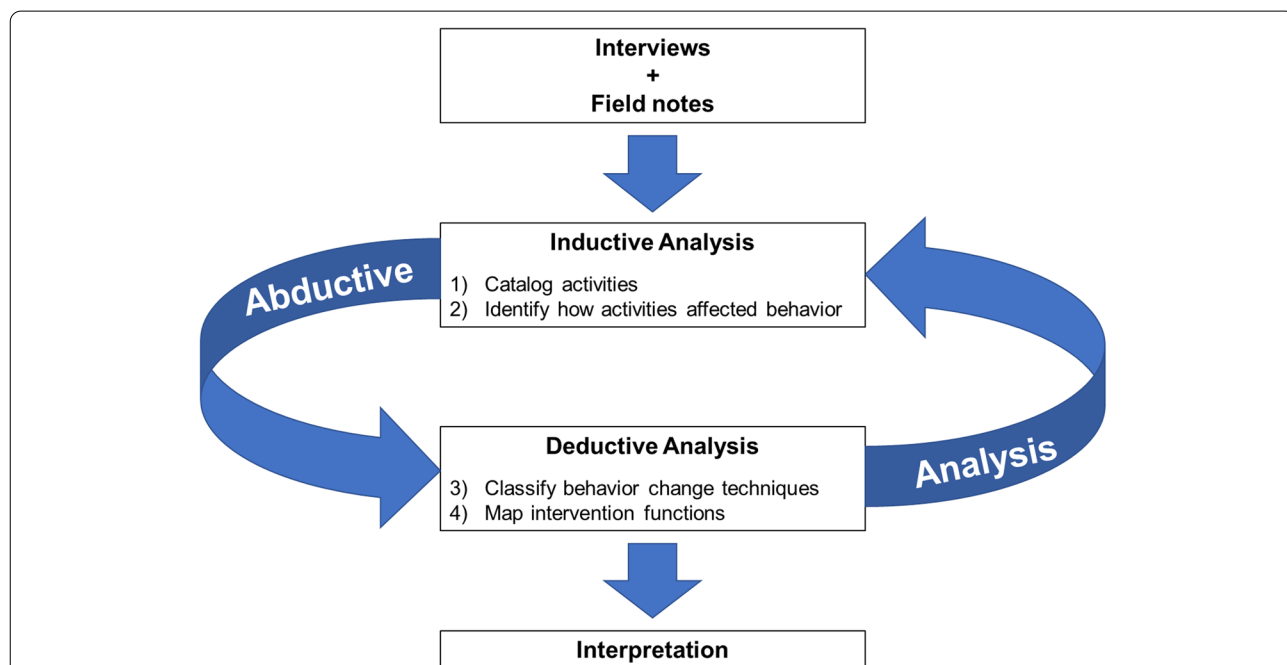 Interviews
+
Field notes
Inductive Analysis
1) Catalog activities
2) Identify how activities affected behavior
Abductive
Deductive Analysis
3) Classify behavior change techniques
4) Map intervention functions
Analysis
Interpretation